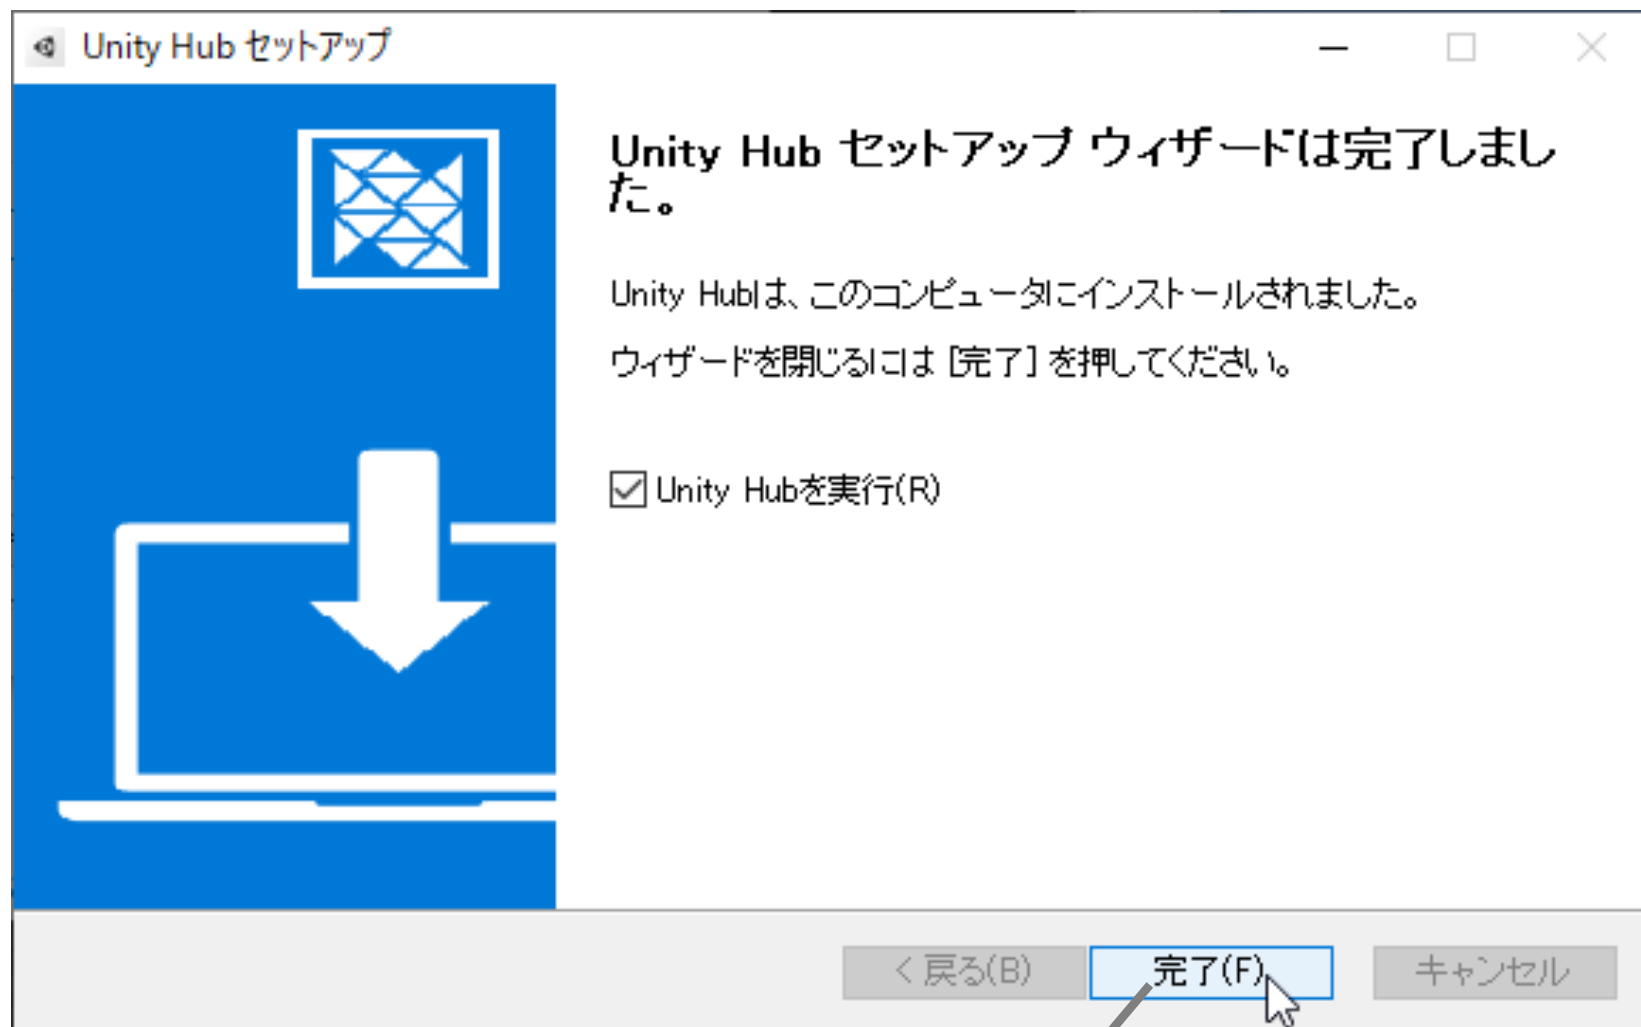 Unity Hub セットアップ
Unity Hub セットアップ ウィザードは完了しまし
た。
Unity Hubは、このコンピュータにインストールされました。
ウィザードを閉じるには [完了] を押してください。
Unity Hubを実行(R)
< 戻る(B)
完了(F)
キャンセル